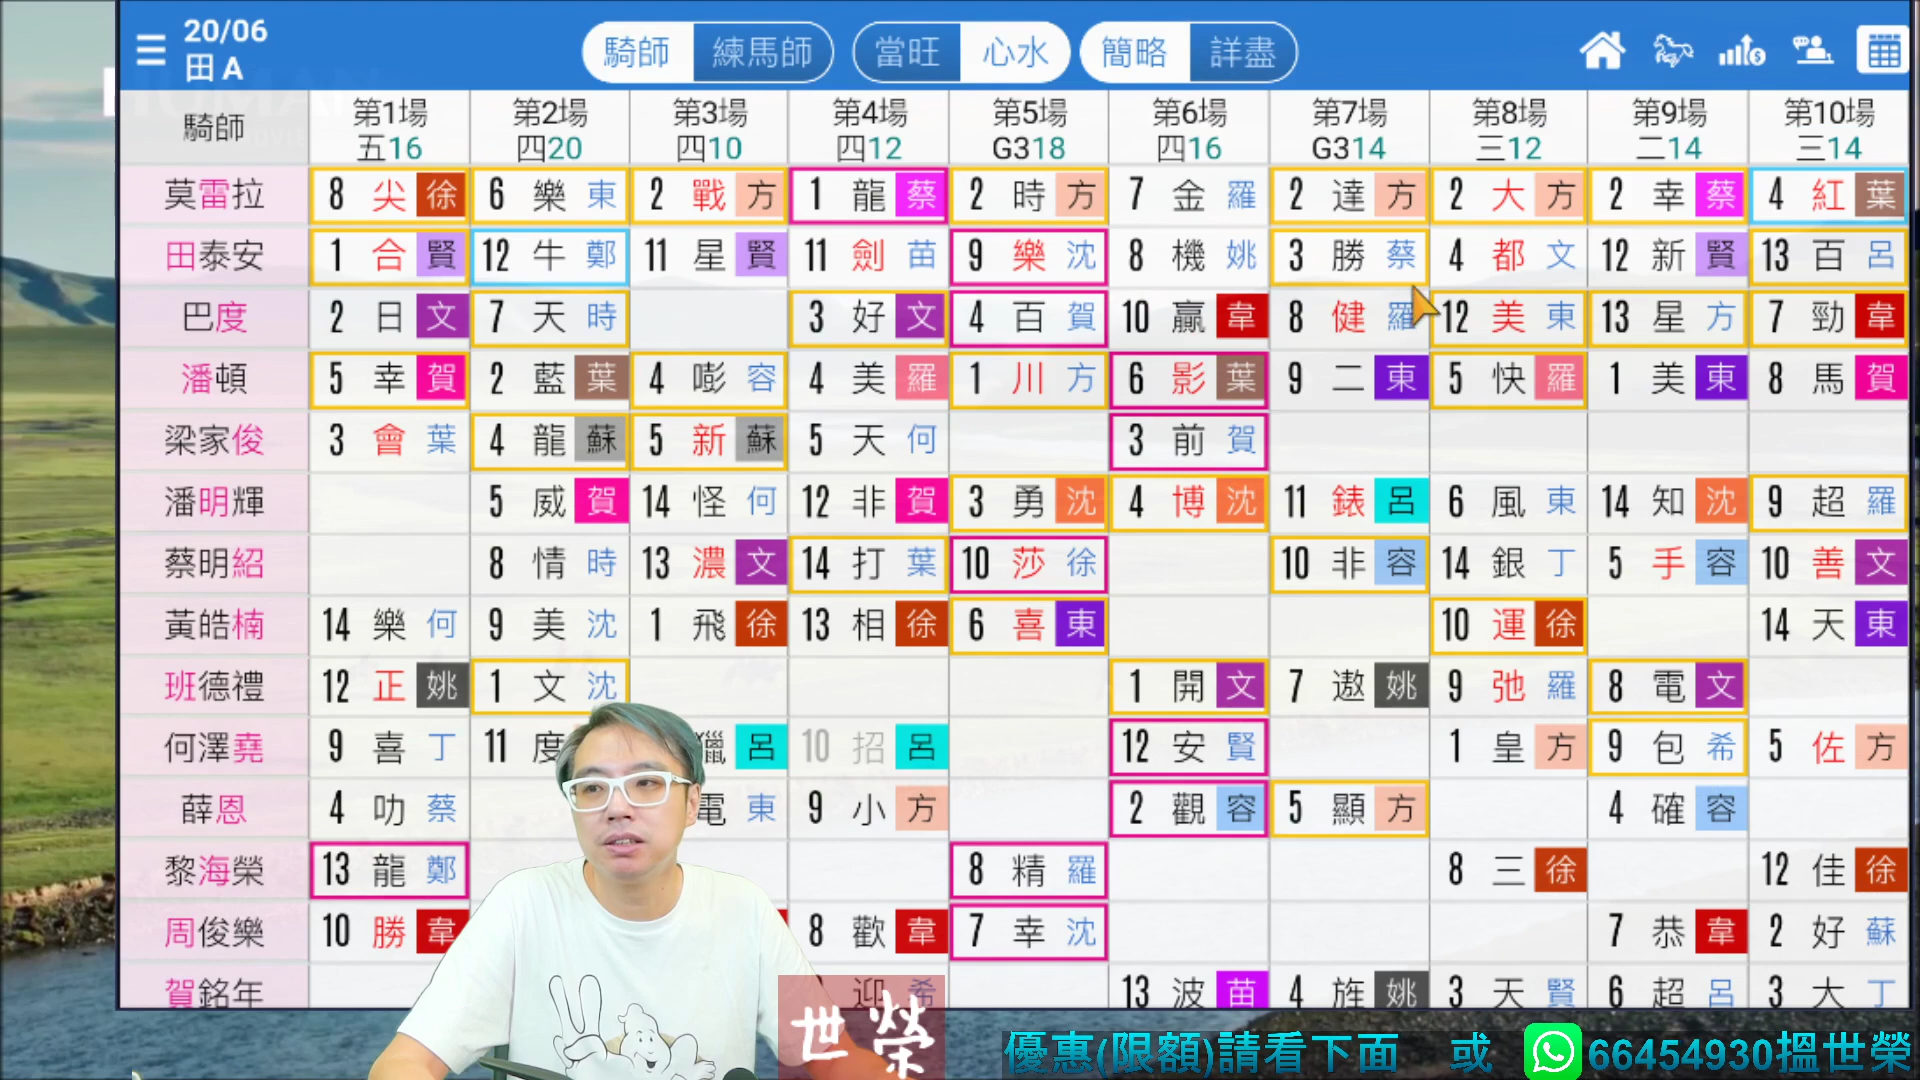 20/06
田 A
騎師 練馬師 當旺 心水 簡略 詳盡
騎師 第1場 第2場 第3場 第4場 第5場 第6場 第7場 第8場 第9場 第10場
五16 四20 四10 四12 G318 四16 G314 三12 二14 三14
莫雷拉 8 尖 徐 6 樂 東 2 戰 方 1 龍 蔡 2 時 方 7 金 羅 2 達 方 2 大 方 2 幸 蔡 4 紅 葉
田泰安 1 合 賢 12 牛 鄭 11 星 賢 11 劍 苗 9 樂 沈 8 機 姚 3 勝 蔡 4 都 文 12 新 賢 13 百 呂
巴度 2 日 文 7 天 時 3 好 文 4 百 賀 10 贏 韋 8 健 羅 12 美 東 13 星 方 7 勁 韋
潘頓 5 幸 賀 2 藍 葉 4 嘭 容 4 美 羅 1 川 方 6 影 葉 9 二 東 5 快 羅 1 美 東 8 馬 賀
梁家俊 3 會 葉 4 龍 蘇 5 新 蘇 5 天 何 3 前 賀
潘明輝 5 威 賀 14 怪 何 12 非 賀 3 勇 沈 4 博 沈 11 錶 呂 6 風 東 14 知 沈 9 超 羅
蔡明紹 8 情 時 13 濃 文 14 打 葉 10 莎 徐 10 非 容 14 銀 丁 5 手 容 10 善 文
黃皓楠 14 樂 何 9 美 沈 1 飛 徐 13 相 徐 6 喜 東 10 運 徐 14 天 東
班德禮 12 正 姚 1 文 沈 1 開 文 7 遨 姚 9 弛 羅 8 電 文
何澤堯 9 喜 丁 11 度 呂 10 招 呂 12 安 賢 1 皇 方 9 包 希 5 佐 方
薛恩 4 叻 蔡 電 東 9 小 方 2 觀 容 5 顯 方 4 確 容
黎海榮 13 龍 鄭 8 精 羅 8 三 徐 12 佳 徐
周俊樂 10 勝 韋 8 歡 韋 7 幸 沈 7 恭 韋 2 好 蘇
賀銘年 迎 希 13 波 苗 4 旌 姚 3 天 賢 6 超 呂 3 大 丁
世榮
優惠(限額)請看下面 或 66454930搵世榮